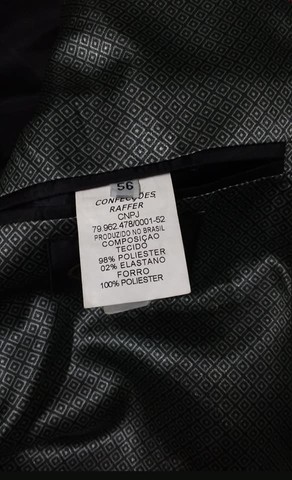 56
CONFECÇÕES
RAFFER
CNPJ
79.962.478/0001-52
PRODUZIDO NO BRASIL
COMPOSIÇÃO
TECIDO
98% POLIESTER
02% ELASTANO
FORRO
100% POLIESTER